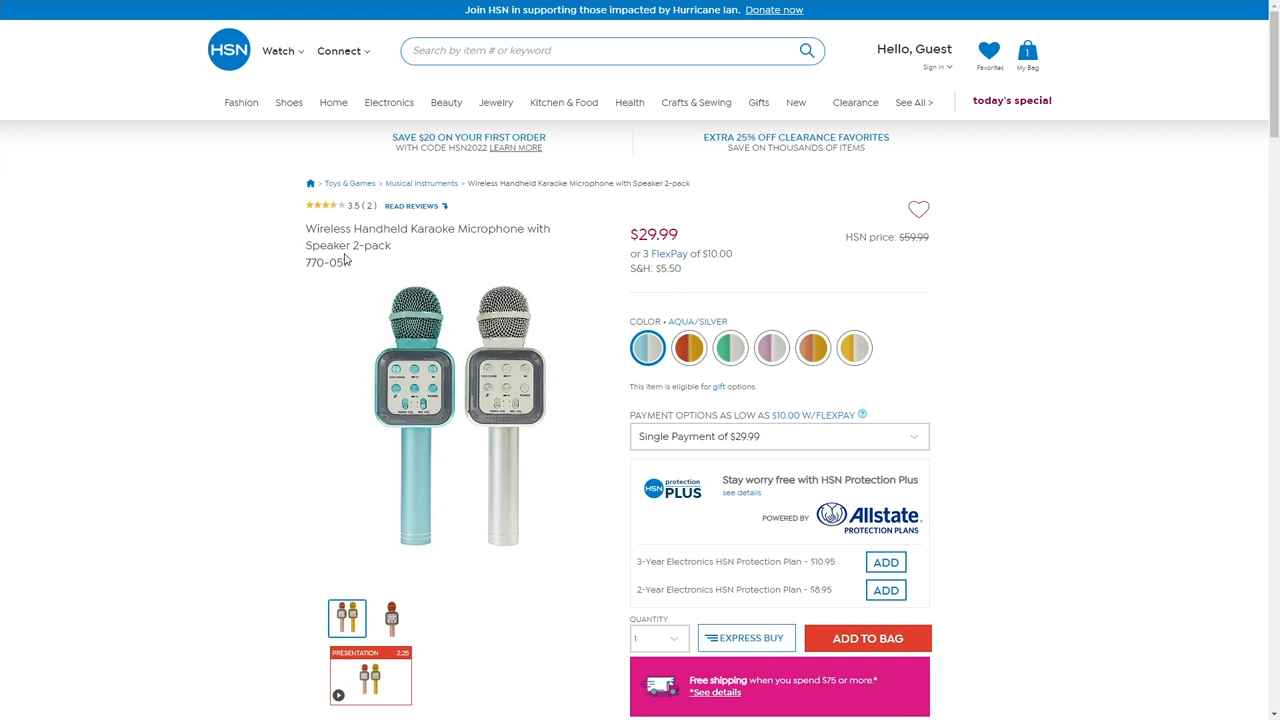 Join HSN in supporting those impacted by Hurricane Ian. Donate now
HSN
Watch
Connect
Search by item # or keyword
Hello, Guest
Sign In
Favorites
1
My Bag
Fashion Shoes Home Electronics Beauty Jewelry Kitchen & Food Health Crafts & Sewing Gifts New Clearance See All > today's special
SAVE $20 ON YOUR FIRST ORDER
WITH CODE HSN2022 LEARN MORE
EXTRA 25% OFF CLEARANCE FAVORITES
SAVE ON THOUSANDS OF ITEMS
> Toys & Games > Musical Instruments > Wireless Handheld Karaoke Microphone with Speaker 2-pack
3.5 ( 2 ) READ REVIEWS
Wireless Handheld Karaoke Microphone with
Speaker 2-pack
POWER
POWER
PRESENTATION 2:25
$29.99
HSN price: $59.99
or 3 FlexPay of $10.00
S&H: $5.50
COLOR • AQUA/SILVER
This item is eligible for gift options.
PAYMENT OPTIONS AS LOW AS $10.00 W/FLEXPAY ?
Single Payment of $29.99
HSN protection PLUS
Stay worry free with HSN Protection Plus
see details
POWERED BY Allstate
PROTECTION PLANS
3-Year Electronics HSN Protection Plan - $10.95 ADD
2-Year Electronics HSN Protection Plan - $8.95 ADD
QUANTITY
1
EXPRESS BUY
ADD TO BAG
Free shipping when you spend $75 or more.*
*See details